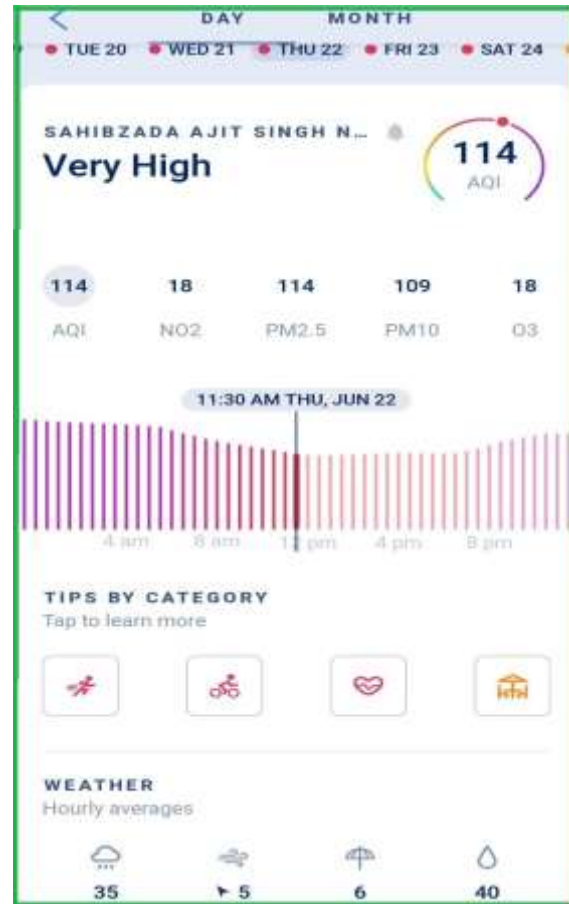 DAY MONTH
TUE 20 WED 21 THU 22 FRI 23 SAT 24
SAHIBZADA AJIT SINGH N...
Very High
114
AQI
114 18 114 109 18
AQI NO2 PM2.5 PM10 O3
11:30 AM THU, JUN 22
4 am 8 am 12 pm 4 pm 8 pm
TIPS BY CATEGORY
Tap to learn more
WEATHER
Hourly averages
35 5 6 40